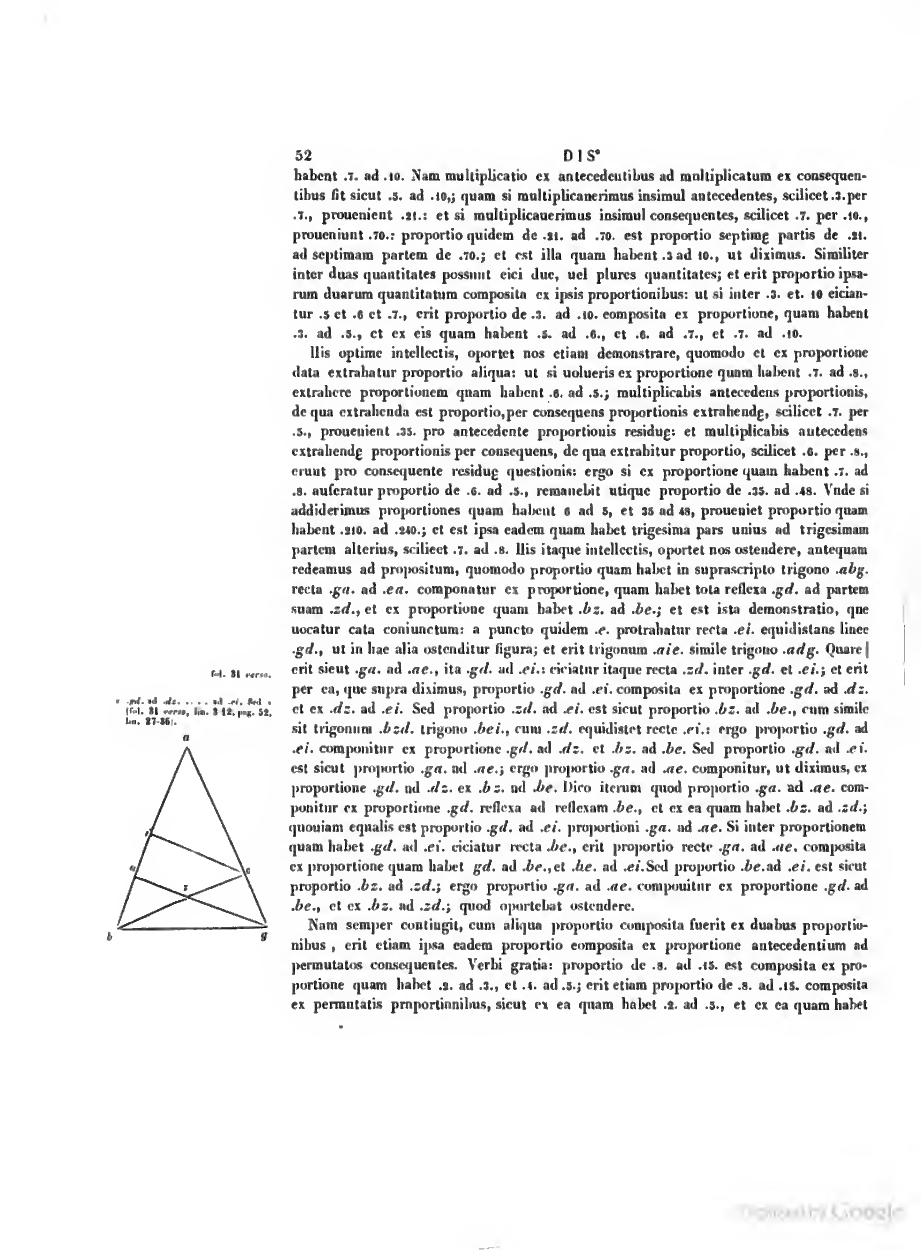 52 DIS*
habent .7. ad .10. Nam multiplicatio ex antecedentibus ad multiplicatum ex consequen-
tibus fit sicut .5. ad .10,; quam si multiplicauerimus insimul antecedentes, scilicet .3. per
.7., prouenient .21.: et si multiplicauerimus insimul consequentes, scilicet .7. per .10.,
proueniunt .70.: proportio quidem de .21. ad .70. est proportio septimę partis de .21.
ad septimam partem de .70.; et est illa quam habent .3 ad 10., ut diximus. Similiter
inter duas quantitates possunt eici due, uel plures quantitates; et erit proportio ipsa-
rum duarum quantitatum composita ex ipsis proportionibus: ut si inter .3. et. 10 eician-
tur .5 et .6 et .7., erit proportio de .3. ad .10. composita ex proportione, quam habent
.3. ad .5., et ex eis quam habent .5. ad .6., et .6. ad .7., et .7. ad .10.
His optime intellectis, oportet nos etiam demonstrare, quomodo et ex proportione
data extrahatur proportio aliqua: ut si uolueris ex proportione quam habent .7. ad .8.,
extrahere proportionem quam habent .6. ad .5.; multiplicabis antecedens proportionis,
de qua extrahenda est proportio, per consequens proportionis extrahendę, scilicet .7. per
.5., prouenient .35. pro antecedente proportionis residuę: et multiplicabis antecedens
extrahendę proportionis per consequens, de qua extrahitur proportio, scilicet .6. per .8.,
erunt pro consequente residuę questionis: ergo si ex proportione quam habent .7. ad
.8. auferatur proportio de .6. ad .5., remanebit utique proportio de .35. ad .48. Vnde si
addiderimus proportiones quam habent 6 ad 5, et 35 ad 48, proueniet proportio quam
habent .210. ad .240.; et est ipsa eadem quam habet trigesima pars unius ad trigesimam
partem alterius, scilicet .7. ad .8. His itaque intellectis, oportet nos ostendere, antequam
redeamus ad propositum, quomodo proportio quam habet in suprascripto trigono .abg.
recta .ga. ad .ea. componatur ex proportione, quam habet tota reflexa .gd. ad partem
suam .zd., et ex proportione quam habet .bz. ad .be.; et est ista demonstratio, que
uocatur cata coniunctum: a puncto quidem .e. protrahatur recta .ei. equidistans linee
.gd., ut in hac alia ostenditur figura; et erit trigonum .aie. simile trigono .adg. Quare |
fol. 31 verso.
erit sicut .ga. ad .ae., ita .gd. ad .ei.: eiciatur itaque recta .zd. inter .gd. et .ei.; et erit
per ea, que supra diximus, proportio .gd. ad .ei. composita ex proportione .gd. ad .dz.
« .gd. ad .dz. . . . . ad .ei. Sed »
(fol. 31 verso, lin. 3-12; pag. 52,
lin. 27-36).
et ex .dz. ad .ei. Sed proportio .zd. ad .ei. est sicut proportio .bz. ad .be., cum simile
sit trigonum .bzd. trigono .bei., cum .zd. equidistet recte .ei.: ergo proportio .gd. ad
.ei. componitur ex proportione .gd. ad .dz. et .bz. ad .be. Sed proportio .gd. ad .ei.
est sicut proportio .ga. ad .ae.; ergo proportio .ga. ad .ae. componitur, ut diximus, ex
proportione .gd. ad .dz. ex .bz. ad .be. Dico iterum quod proportio .ga. ad .ae. com-
ponitur ex proportione .gd. reflexa ad reflexam .be., et ex ea quam habet .bz. ad .zd.;
quoniam equalis est proportio .gd. ad .ei. proportioni .ga. ad .ae. Si inter proportionem
quam habet .gd. ad .ei. eiciatur recta .be., erit proportio recte .ga. ad .ae. composita
ex proportione quam habet gd. ad .be., et .be. ad .ei. Sed proportio .be. ad .ei. est sicut
proportio .bz. ad .zd.; ergo proportio .ga. ad .ae. componitur ex proportione .gd. ad
.be., et ex .bz. ad .zd.; quod oportebat ostendere.
Nam semper contingit, cum aliqua proportio composita fuerit ex duabus proportio-
nibus , erit etiam ipsa eadem proportio composita ex proportione antecedentium ad
permutatos consequentes. Verbi gratia: proportio de .8. ad .15. est composita ex pro-
portione quam habet .2. ad .3., et .4. ad .5.; erit etiam proportio de .8. ad .15. composita
ex permutatis proportionibus, sicut ex ea quam habet .2. ad .5., et ex ea quam habet
a
e
z
b g
Digitized by Google